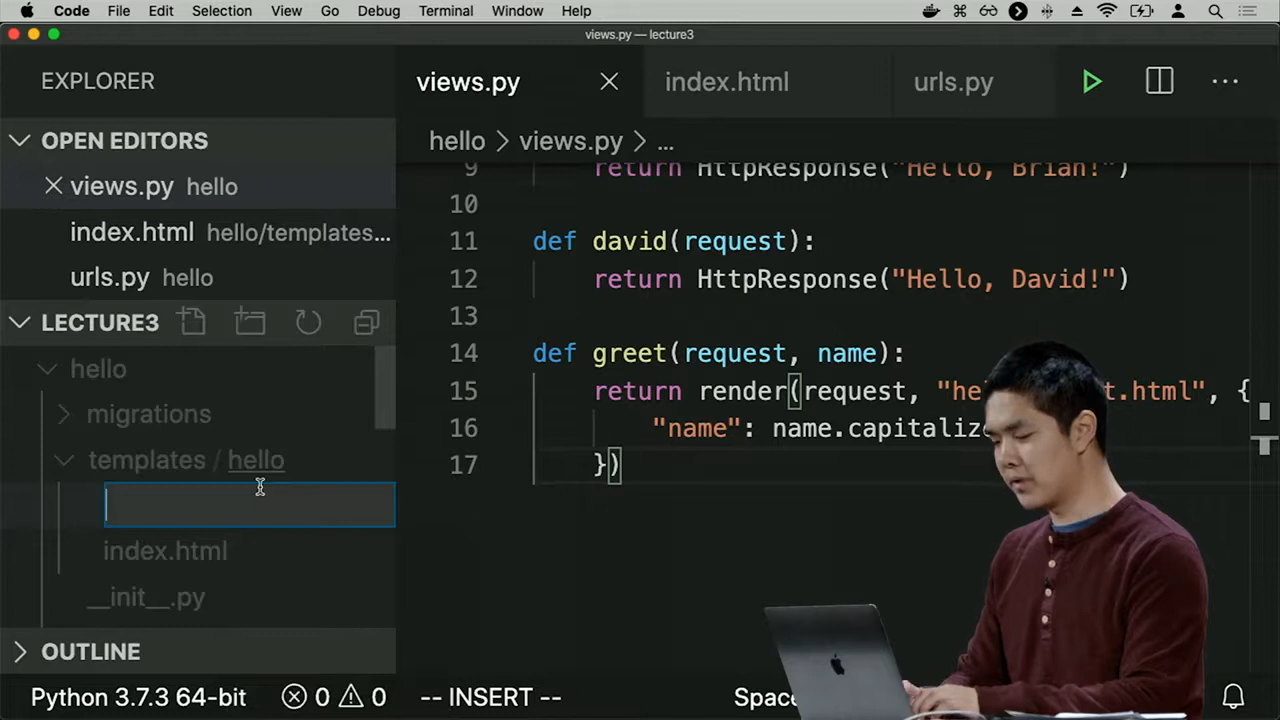 Code File Edit Selection View Go Debug Terminal Window Help
views.py — lecture3
EXPLORER
views.py index.html urls.py
OPEN EDITORS
hello > views.py > ...
views.py hello
index.html hello/templates...
urls.py hello
LECTURE3
hello
migrations
templates / hello
index.html
__init__.py
OUTLINE
9 return HttpResponse("Hello, Brian!")
10
11 def david(request):
12 return HttpResponse("Hello, David!")
13
14 def greet(request, name):
15 return render(request, "he t.html", {
16 "name": name.capitaliz
17 })
Python 3.7.3 64-bit 0 0 -- INSERT --